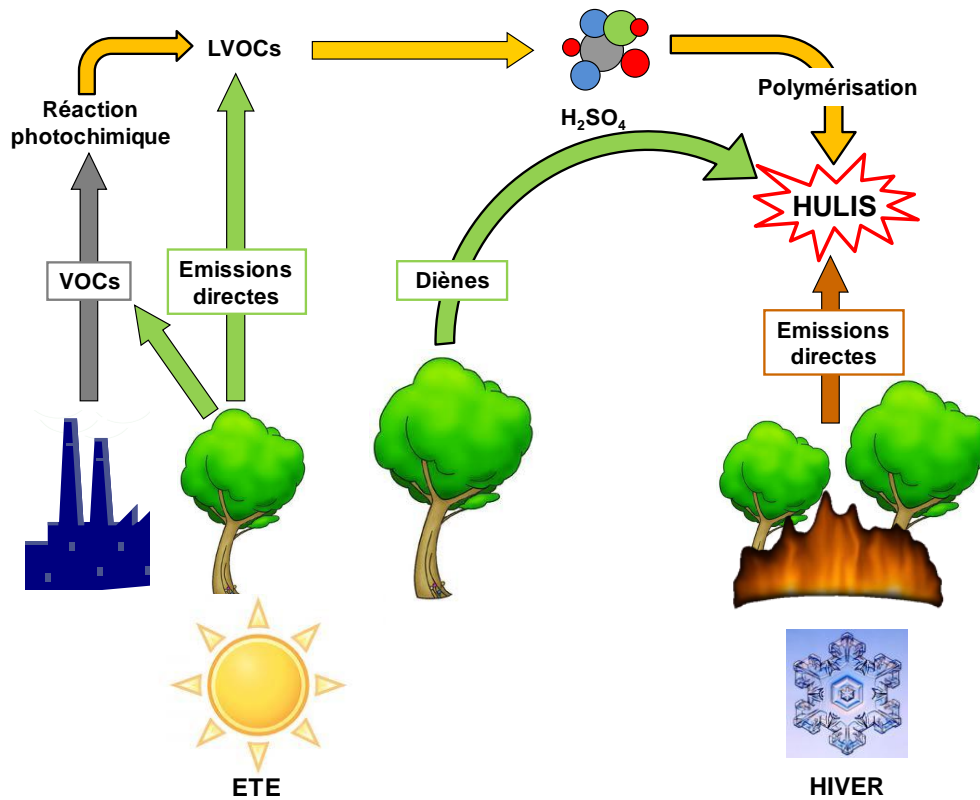 LVOCs
Réaction
photochimique
H₂SO₄
Polymérisation
HULIS
VOCs
Emissions
directes
Diènes
Emissions
directes
ETE
HIVER